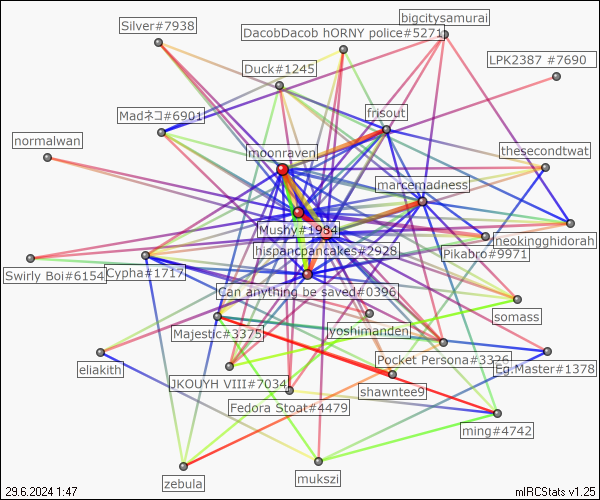 bigcitysamurai
Silver#7938
DacobDacob hORNY police#5271
LPK2387 #7690
Duck#1245
Madネコ#6901
frisout
normalwan
moonraven
thesecondtwat
marcemadness
Mushy#1984
neokingghidorah
hispancpancakes#2928
Pikabro#9971
Swirly Boi#6154
Cypha#1717
Can anything be saved#0396
somass
Majestic#3375
yoshimanden
Pocket Persona#3326
eliakith
Eg.Master#1378
JKOUYH VIII#7034
shawntee9
Fedora Stoat#4479
ming#4742
zebula
mukszi
29.6.2024 1:47
mIRCStats v1.25